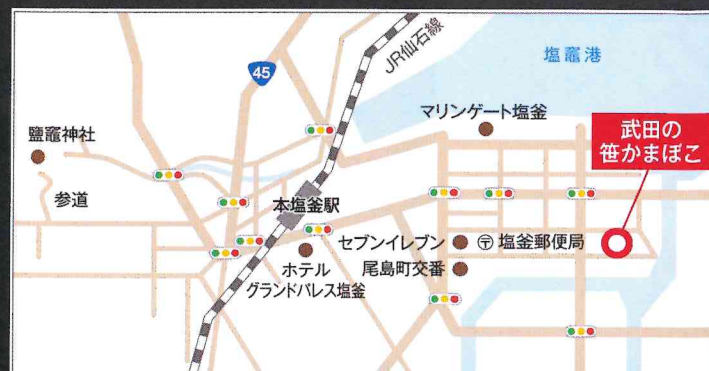 JR仙石線
塩竈港
45
マリンゲート塩釜
武田の
笹かまぼこ
鹽竈神社
参道
本塩釜駅
セブンイレブン
〒塩釜郵便局
ホテル
グランドパレス塩釜
尾島町交番